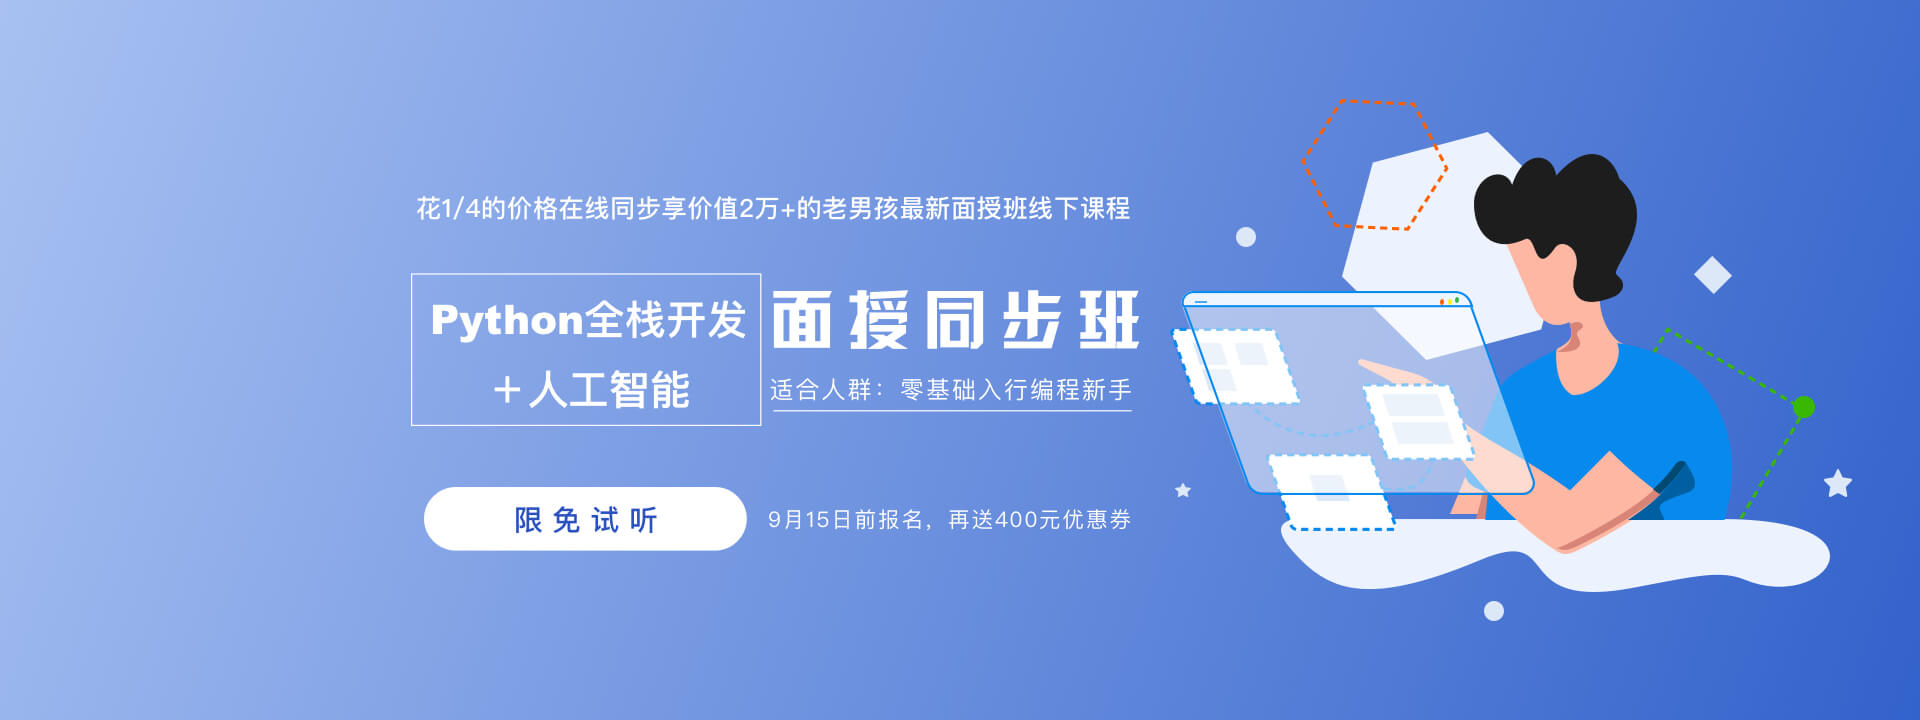 花1/4的价格在线同步享价值2万+的老男孩最新面授班线下课程
Python全栈开发
＋人工智能
面授同步班
适合人群：零基础入行编程新手
限免试听
9月15日前报名，再送400元优惠券